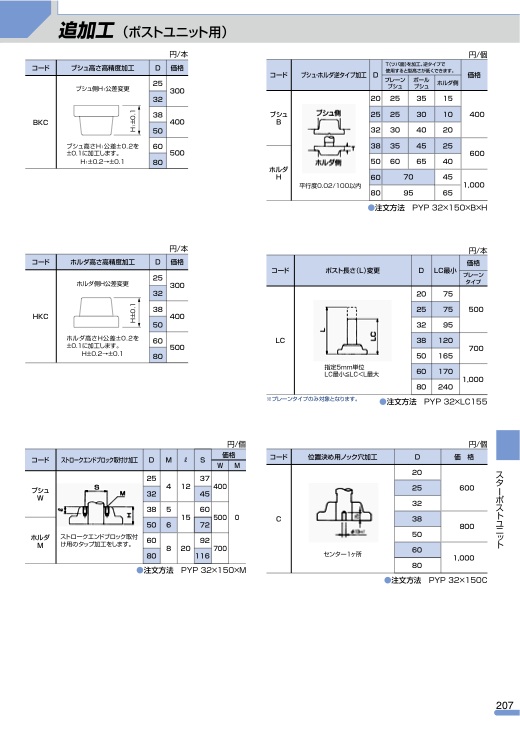 追加工（ポストユニット用）
円/本
コード ブシュ高さ高精度加工 D 価格
BKC
ブシュ側H₁公差変更
H₁±0.1
ブシュ高さH₁公差±0.2を
±0.1に加工します。
H₁±0.2→±0.1
25 300
32
38 400
50
60 500
80
円/個
コード ブシュホルダ逆タイプ加工 D 価格
T(ツバ面)を加工。逆タイプで
使用すると型高さが低くできます。
プレーンブシュ ボールブシュ ホルダ側
ブシュ
B
ホルダ
H
ブシュ側
ホルダ側
平行度0.02/100以内
20 25 35 15 400
25 25 30 10
32 30 40 20
38 35 45 25 600
50 60 65 40
60 70 45 1,000
80 95 65
●注文方法 PYP 32×150×B×H
円/本
コード ホルダ高さ高精度加工 D 価格
HKC
ホルダ側H公差変更
H±0.1
ホルダ高さH公差±0.2を
±0.1に加工します。
H±0.2→±0.1
25 300
32
38 400
50
60 500
80
円/本
コード ポスト長さ(L)変更 D LC最小 価格
プレーンタイプ
LC
L
LC
指定5mm単位
LC最小≦LC<L最大
20 75 500
25 75
32 95
38 120 700
50 165
60 170 1,000
80 240
※プレーンタイプのみ対象となります。
●注文方法 PYP 32×LC155
円/個
コード ストロークエンドブロック取付け加工 D M ℓ S 価格
W M
ブシュ
W
ホルダ
M
S
M
ℓ
H
ストロークエンドブロック取付
け用のタップ加工をします。
25 4 12 37 400 0
32 45
38 5 15 60 500
50 6 72
60 8 20 92 700
80 116
●注文方法 PYP 32×150×M
円/個
コード 位置決め用ノック穴加工 D 価 格
C
センター1ヶ所
20 600
25
32
38 800
50
60 1,000
80
●注文方法 PYP 32×150C
スターポストユニット
207